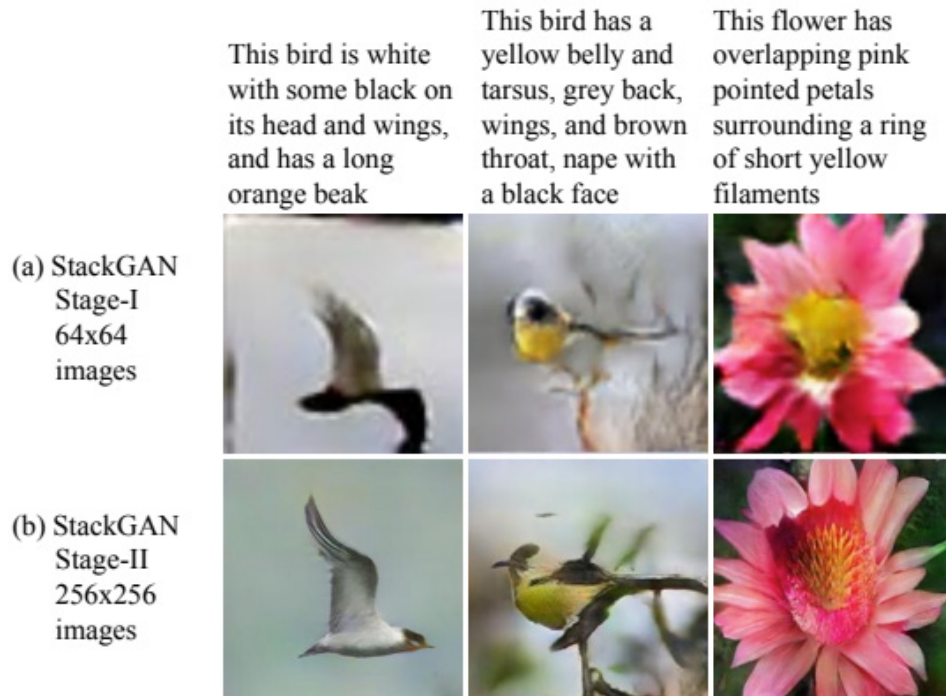 This bird is white
with some black on
its head and wings,
and has a long
orange beak
This bird has a
yellow belly and
tarsus, grey back,
wings, and brown
throat, nape with
a black face
This flower has
overlapping pink
pointed petals
surrounding a ring
of short yellow
filaments
(a) StackGAN
Stage-I
64x64
images
(b) StackGAN
Stage-II
256x256
images